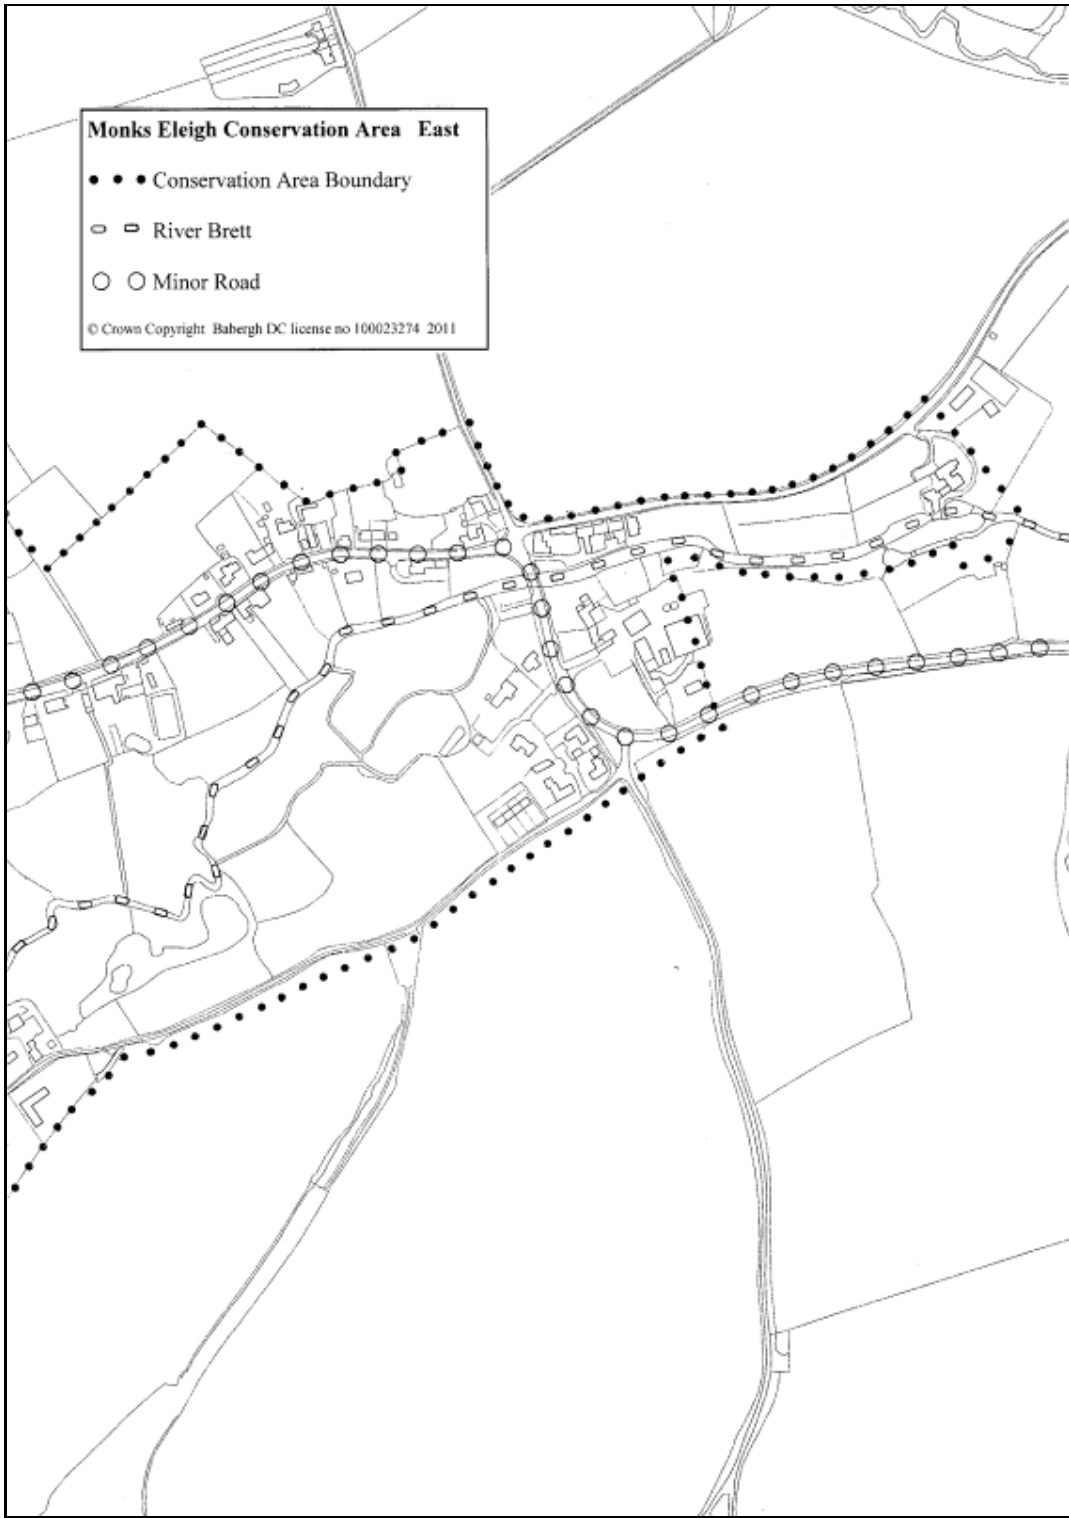 Monks Eleigh Conservation Area East
Conservation Area Boundary
River Brett
Minor Road
© Crown Copyright Babergh DC license no 100023274 2011